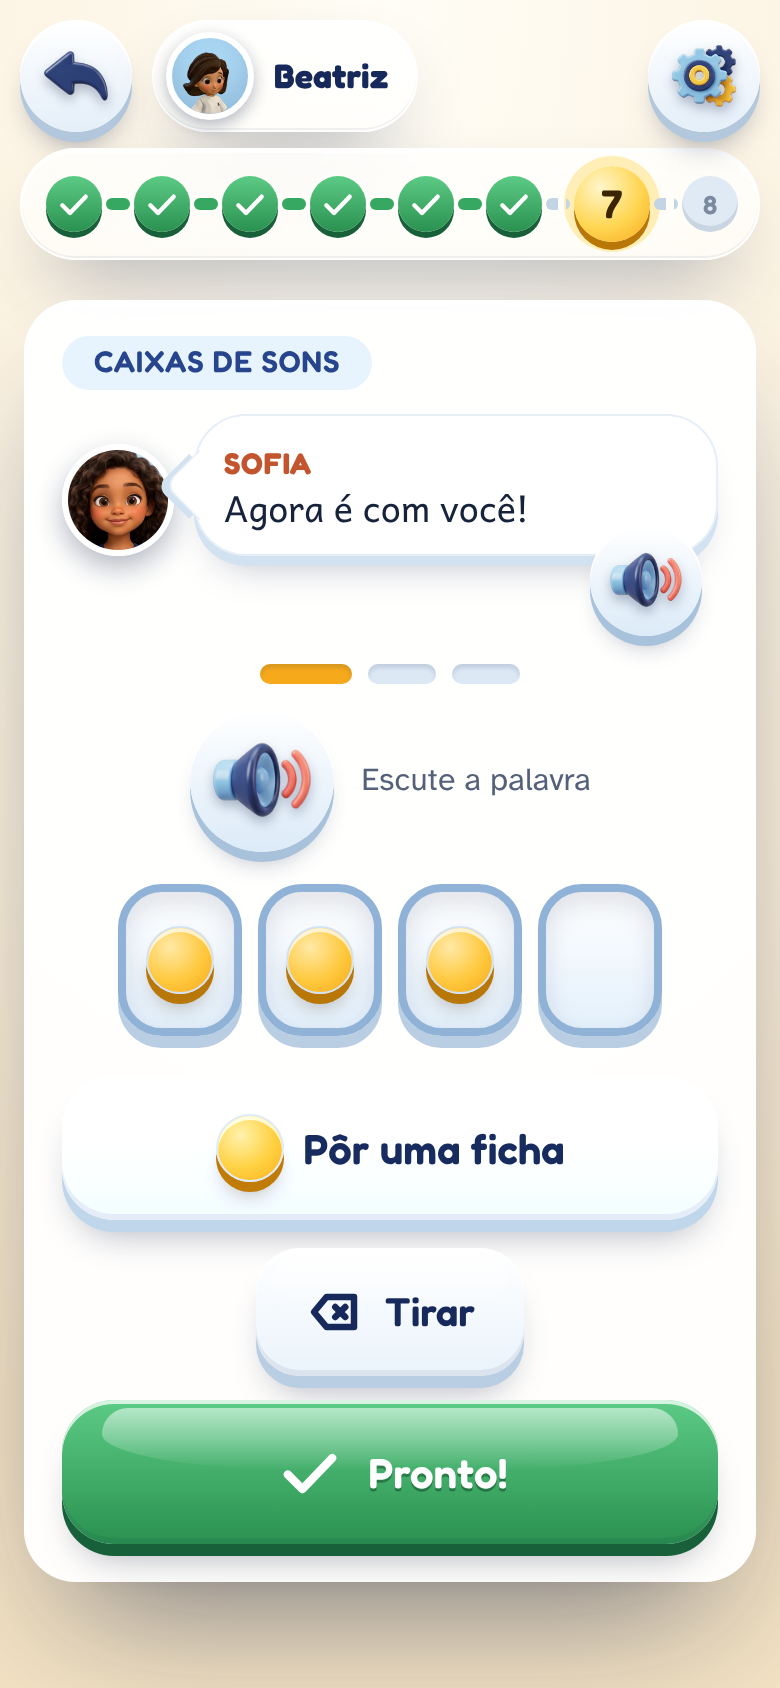 Beatriz
7
8
CAIXAS DE SONS
SOFIA
Agora é com você!
Escute a palavra
Pôr uma ficha
Tirar
Pronto!